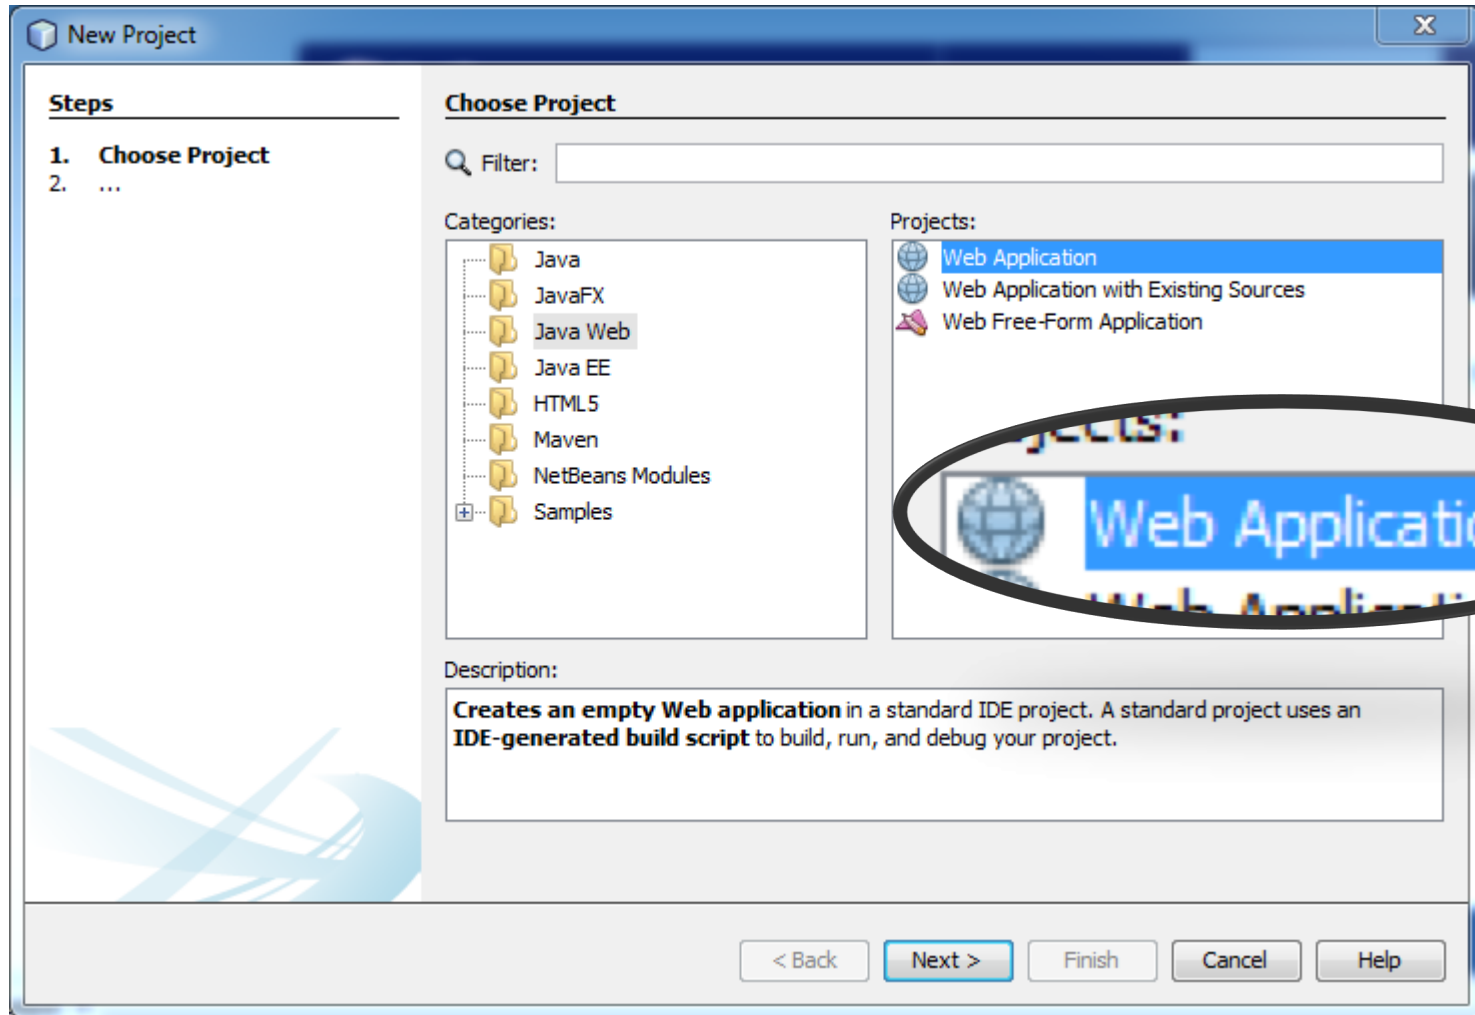 New Project
Steps
1. Choose Project
2. ...
Choose Project
Filter:
Categories:
Java
JavaFX
Java Web
Java EE
HTML5
Maven
NetBeans Modules
Samples
Projects:
Web Application
Web Application with Existing Sources
Web Free-Form Application
Web Applicatio
Web Applicati
Description:
Creates an empty Web application in a standard IDE project. A standard project uses an
IDE-generated build script to build, run, and debug your project.
< Back
Next >
Finish
Cancel
Help